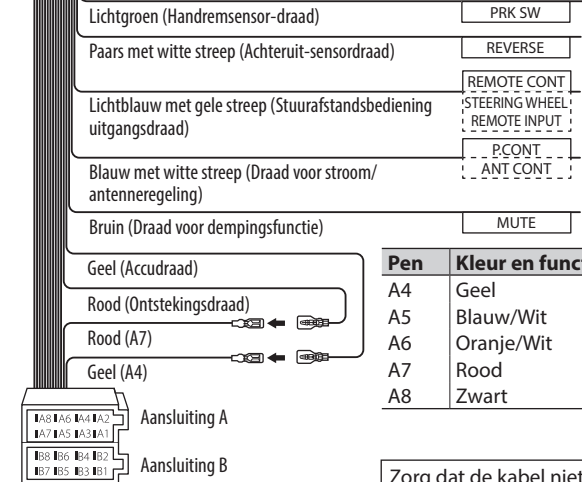 Lichtgroen (Handremsensor-draad)
PRK SW
Paars met witte streep (Achteruit-sensordraad)
REVERSE
REMOTE CONT
STEERING WHEEL
REMOTE INPUT
Lichtblauw met gele streep (Stuurafstandsbediening
uitgangsdraad)
P.CONT
ANT CONT
Blauw met witte streep (Draad voor stroom/
antenneregeling)
Bruin (Draad voor dempingsfunctie)
MUTE
Geel (Accudraad)
Rood (Ontstekingsdraad)
Rood (A7)
Geel (A4)
Pen Kleur en func
A4 Geel
A5 Blauw/Wit
A6 Oranje/Wit
A7 Rood
A8 Zwart
A8 A6 A4 A2
A7 A5 A3 A1
Aansluiting A
B8 B6 B4 B2
B7 B5 B3 B1
Aansluiting B
Zorg dat de kabel niet